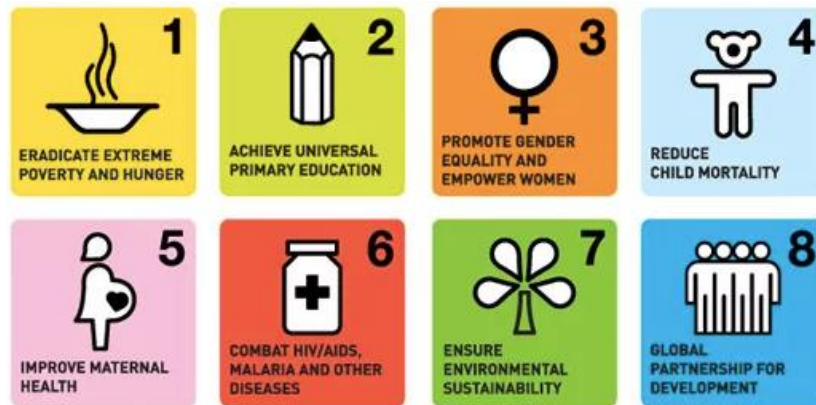 1
ERADICATE EXTREME
POVERTY AND HUNGER
2
ACHIEVE UNIVERSAL
PRIMARY EDUCATION
3
PROMOTE GENDER
EQUALITY AND
EMPOWER WOMEN
4
REDUCE
CHILD MORTALITY
5
IMPROVE MATERNAL
HEALTH
6
COMBAT HIV/AIDS,
MALARIA AND OTHER
DISEASES
7
ENSURE
ENVIRONMENTAL
SUSTAINABILITY
8
GLOBAL
PARTNERSHIP FOR
DEVELOPMENT